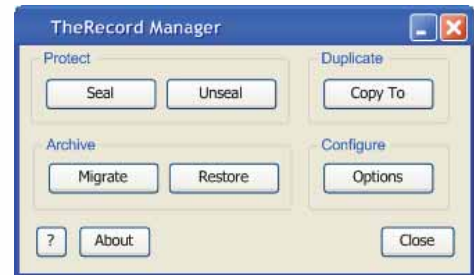 TheRecord Manager
Protect
Duplicate
Seal
Unseal
Copy To
Archive
Configure
Migrate
Restore
Options
?
About
Close